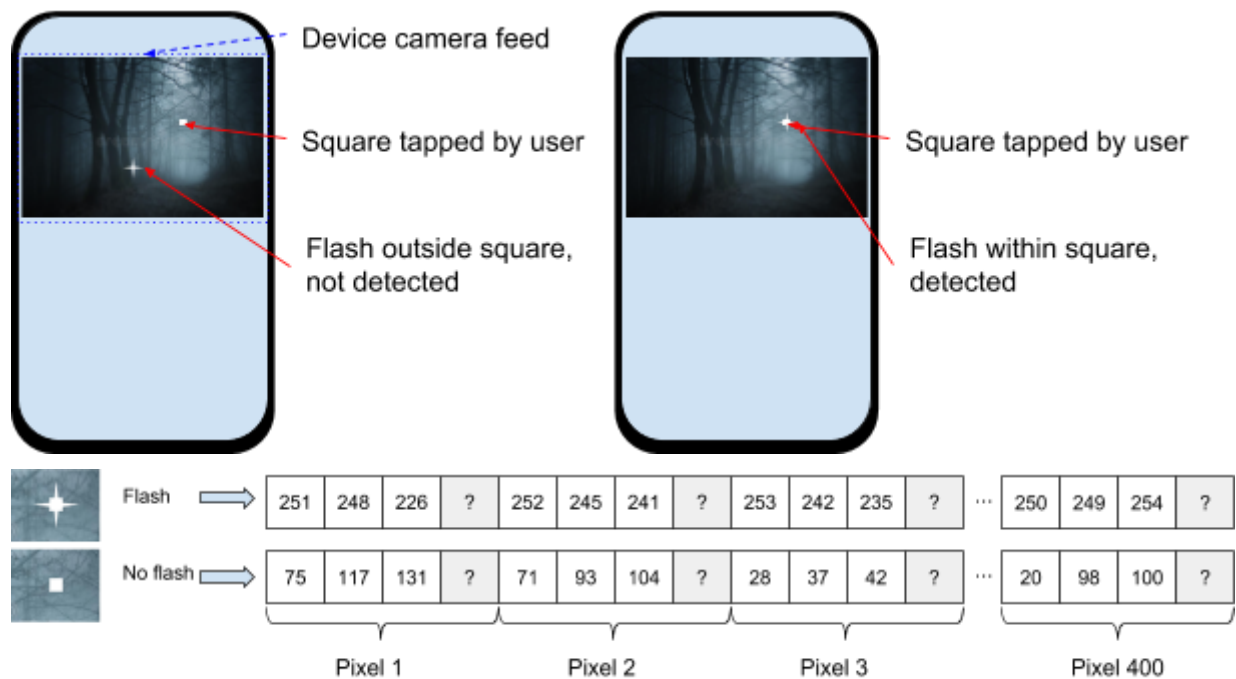 Device camera feed
Square tapped by user
Flash outside square,
not detected
Square tapped by user
Flash within square,
detected
Flash
251 248 226 ? 252 245 241 ? 253 242 235 ? ... 250 249 254 ?
No flash
75 117 131 ? 71 93 104 ? 28 37 42 ? ... 20 98 100 ?
Pixel 1 Pixel 2 Pixel 3 Pixel 400